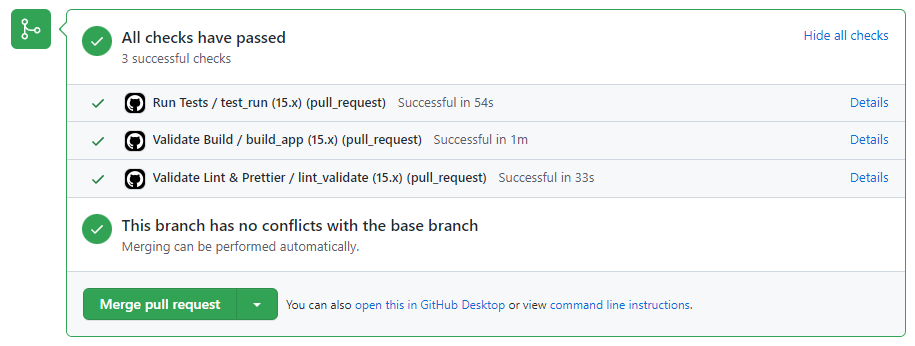 All checks have passed
Hide all checks
3 successful checks
Run Tests / test_run (15.x) (pull_request) Successful in 54s Details
Validate Build / build_app (15.x) (pull_request) Successful in 1m Details
Validate Lint & Prettier / lint_validate (15.x) (pull_request) Successful in 33s Details
This branch has no conflicts with the base branch
Merging can be performed automatically.
Merge pull request You can also open this in GitHub Desktop or view command line instructions.